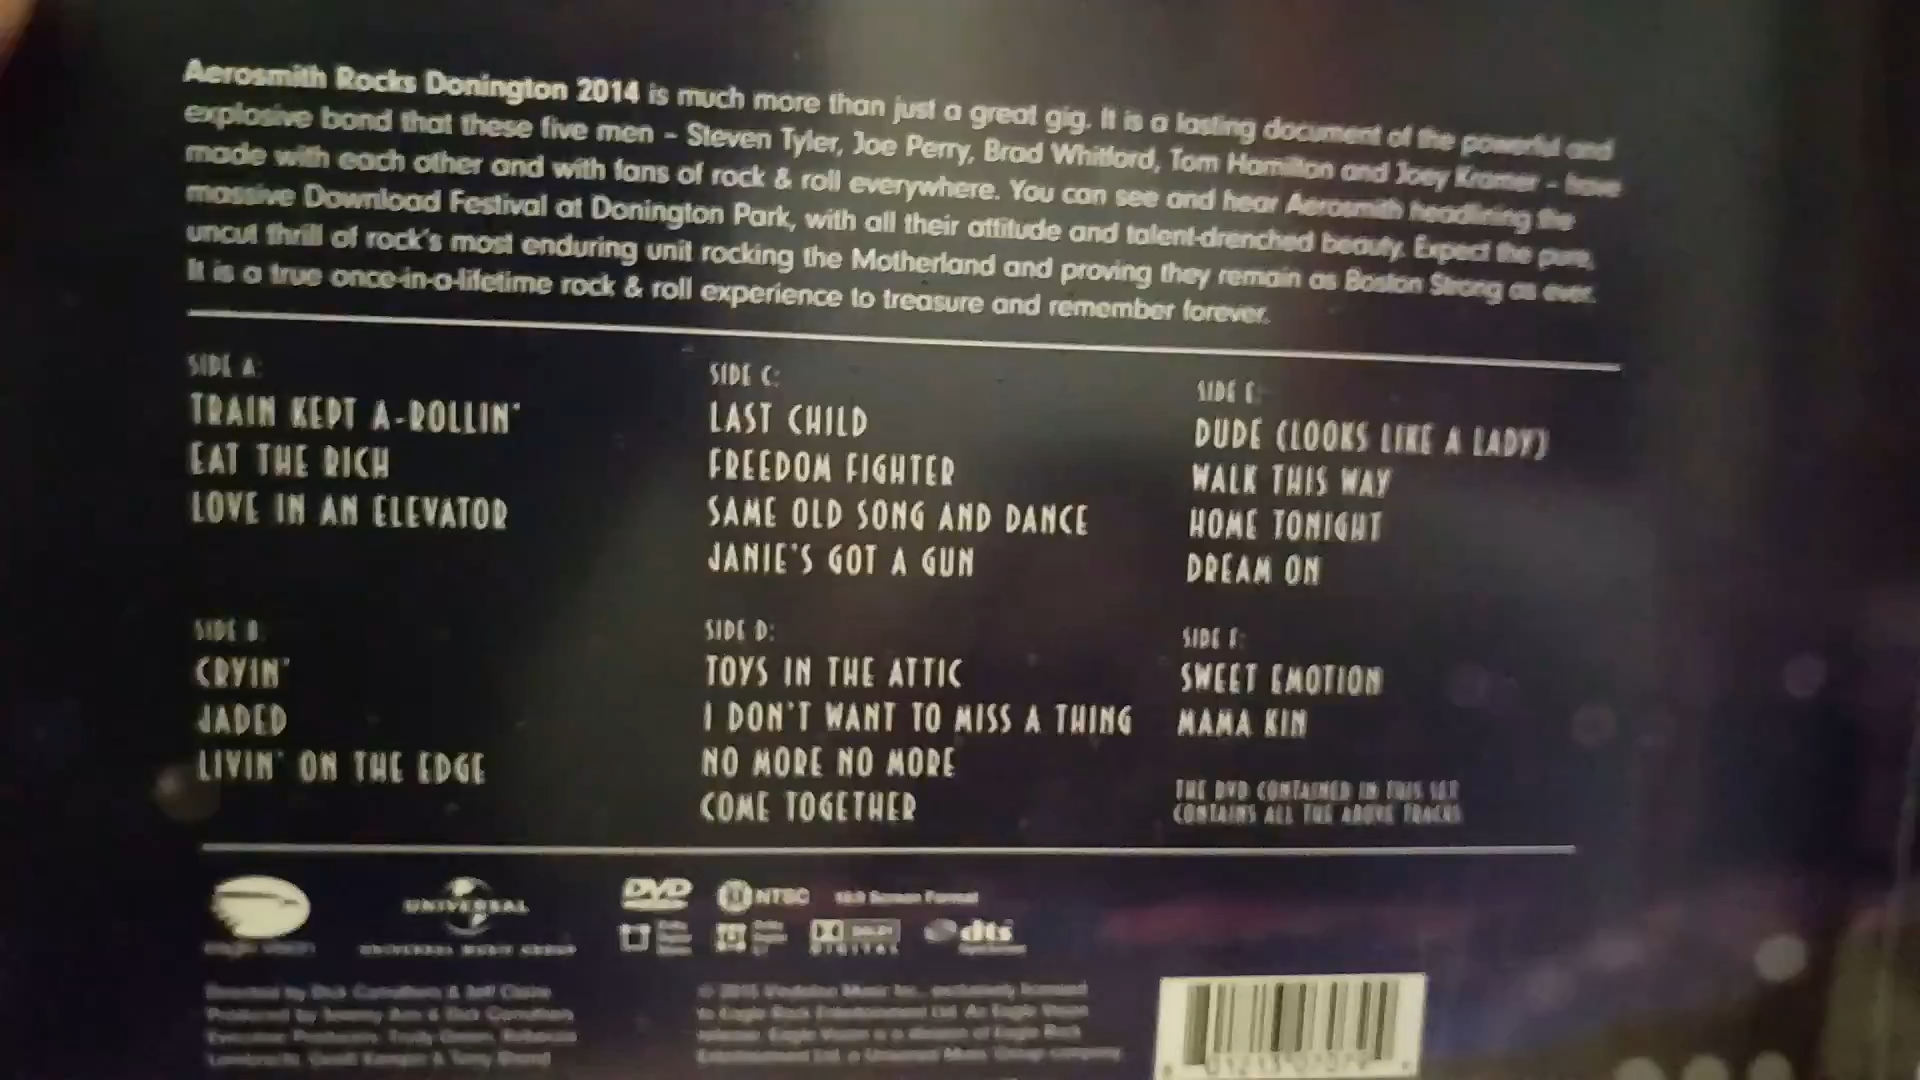 Aerosmith Rocks Donington 2014 is much more than just a great gig. It is a lasting document of the powerful and
explosive bond that these five men – Steven Tyler, Joe Perry, Brad Whitford, Tom Hamilton and Joey Kramer – have
made with each other and with fans of rock & roll everywhere. You can see and hear Aerosmith headlining the
massive Download Festival at Donington Park, with all their attitude and talent-drenched beauty. Expect the pure,
uncut thrill of rock's most enduring unit rocking the Motherland and proving they remain as Boston Strong as ever.
It is a true once-in-a-lifetime rock & roll experience to treasure and remember forever.
SIDE A:
TRAIN KEPT A-ROLLIN'
EAT THE RICH
LOVE IN AN ELEVATOR
SIDE B:
CRYIN'
JADED
LIVIN' ON THE EDGE
SIDE C:
LAST CHILD
FREEDOM FIGHTER
SAME OLD SONG AND DANCE
JANIE'S GOT A GUN
SIDE D:
TOYS IN THE ATTIC
I DON'T WANT TO MISS A THING
NO MORE NO MORE
COME TOGETHER
SIDE E:
DUDE (LOOKS LIKE A LADY)
WALK THIS WAY
HOME TONIGHT
DREAM ON
SIDE F:
SWEET EMOTION
MAMA KIN
THE DVD CONTAINED IN THIS SET
CONTAINS ALL THE ABOVE TRACKS
UNIVERSAL
UNIVERSAL MUSIC GROUP
DVD
NTSC
16:9 Screen Format
DOLBY
DIGITAL
dts